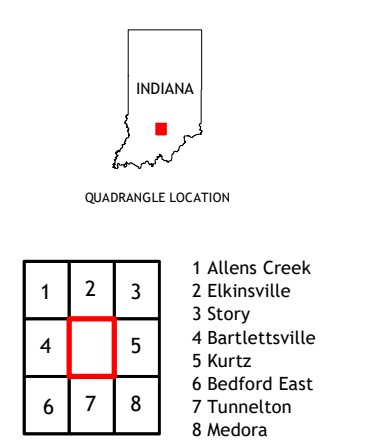 INDIANA
QUADRANGLE LOCATION
1 2 3
4 5
6 7 8
1 Allens Creek
2 Elkinsville
3 Story
4 Bartlettsville
5 Kurtz
6 Bedford East
7 Tunnelton
8 Medora